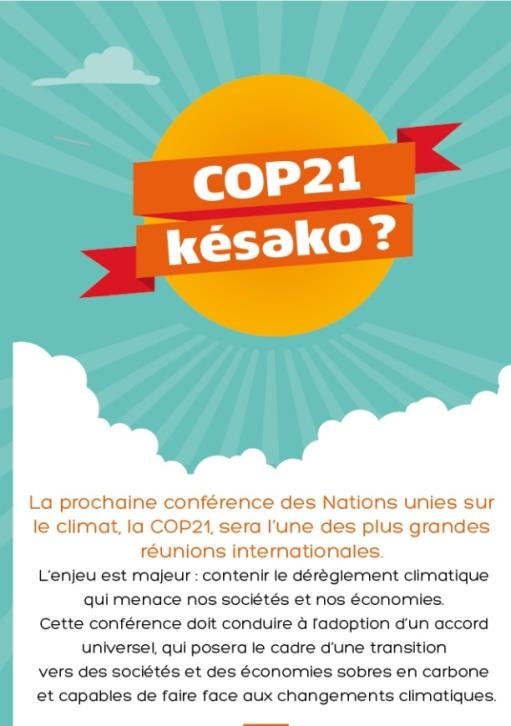 COP21
késako ?
La prochaine conférence des Nations unies sur
le climat, la COP21, sera l'une des plus grandes
réunions internationales.
L'enjeu est majeur : contenir le dérèglement climatique
qui menace nos sociétés et nos économies.
Cette conférence doit conduire à l'adoption d'un accord
universel, qui posera le cadre d'une transition
vers des sociétés et des économies sobres en carbone
et capables de faire face aux changements climatiques.